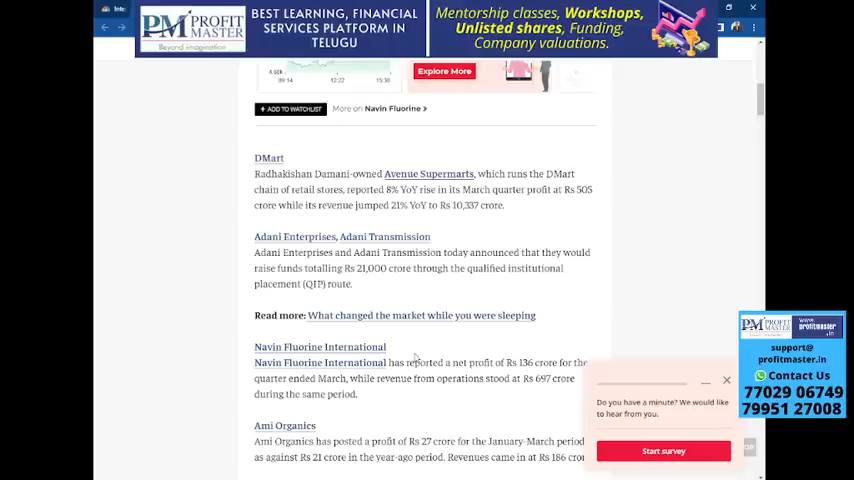 PM PROFIT MASTER
Beyond imagination
BEST LEARNING, FINANCIAL
SERVICES PLATFORM IN
TELUGU
Mentorship classes, Workshops,
Unlisted shares, Funding,
Company valuations.
09:14 12:22 15:30
Explore More
+ ADD TO WATCHLIST More on Navin Fluorine >
DMart
Radhakishan Damani-owned Avenue Supermarts, which runs the DMart
chain of retail stores, reported 8% YoY rise in its March quarter profit at Rs 505
crore while its revenue jumped 21% YoY to Rs 10,337 crore.
Adani Enterprises, Adani Transmission
Adani Enterprises and Adani Transmission today announced that they would
raise funds totalling Rs 21,000 crore through the qualified institutional
placement (QIP) route.
Read more: What changed the market while you were sleeping
Navin Fluorine International
Navin Fluorine International has reported a net profit of Rs 136 crore for the
quarter ended March, while revenue from operations stood at Rs 697 crore
during the same period.
Ami Organics
Ami Organics has posted a profit of Rs 27 crore for the January-March period
as against Rs 21 crore in the year-ago period. Revenues came in at Rs 186
Do you have a minute? We would like
to hear from you.
Start survey
PM PROFIT MASTER
www.
profitmaster.in
support@
profitmaster.in
Contact Us
77029 06749
79951 27008